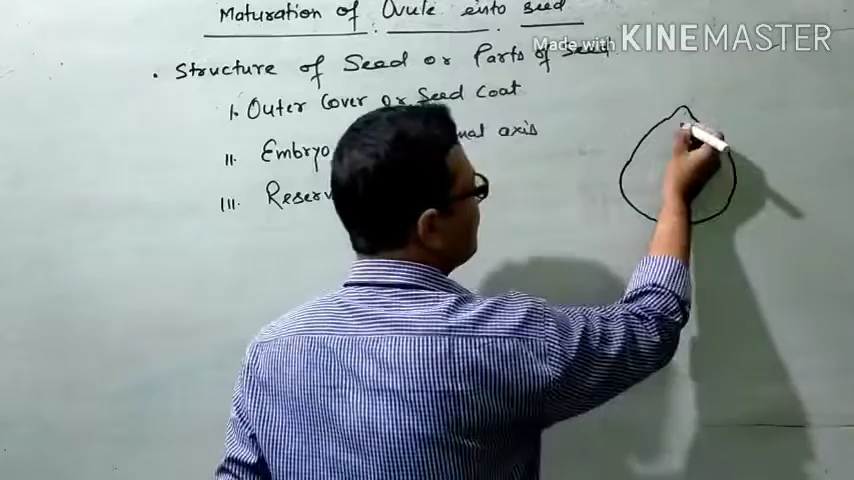 Maturation of Ovule into seed
Made with KINEMASTER
. Structure of Seed or Parts of Seed
I. Outer Cover or Seed Coat
II. Embryo axis
III.